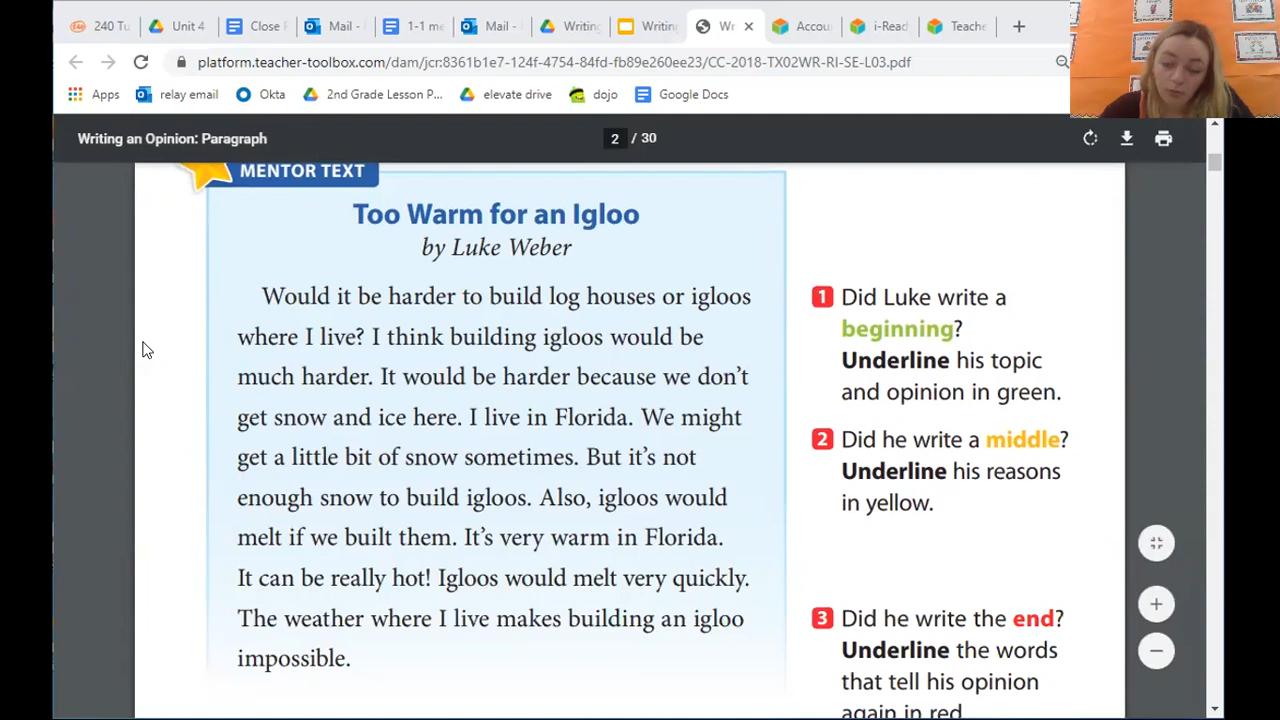 240 Tu
Unit 4
Close F
Mail -
1-1 me
Mail -
Writing
Writing
Wr
Accou
i-Read
Teache
platform.teacher-toolbox.com/dam/jcr:8361b1e7-124f-4754-84fd-fb89e260ee23/CC-2018-TX02WR-RI-SE-L03.pdf
Apps
relay email
Okta
2nd Grade Lesson P...
elevate drive
dojo
Google Docs
Writing an Opinion: Paragraph
2 / 30
MENTOR TEXT
Too Warm for an Igloo
by Luke Weber
Would it be harder to build log houses or igloos
where I live? I think building igloos would be
much harder. It would be harder because we don't
get snow and ice here. I live in Florida. We might
get a little bit of snow sometimes. But it's not
enough snow to build igloos. Also, igloos would
melt if we built them. It's very warm in Florida.
It can be really hot! Igloos would melt very quickly.
The weather where I live makes building an igloo
impossible.
1 Did Luke write a
beginning?
Underline his topic
and opinion in green.
2 Did he write a middle?
Underline his reasons
in yellow.
3 Did he write the end?
Underline the words
that tell his opinion
again in red